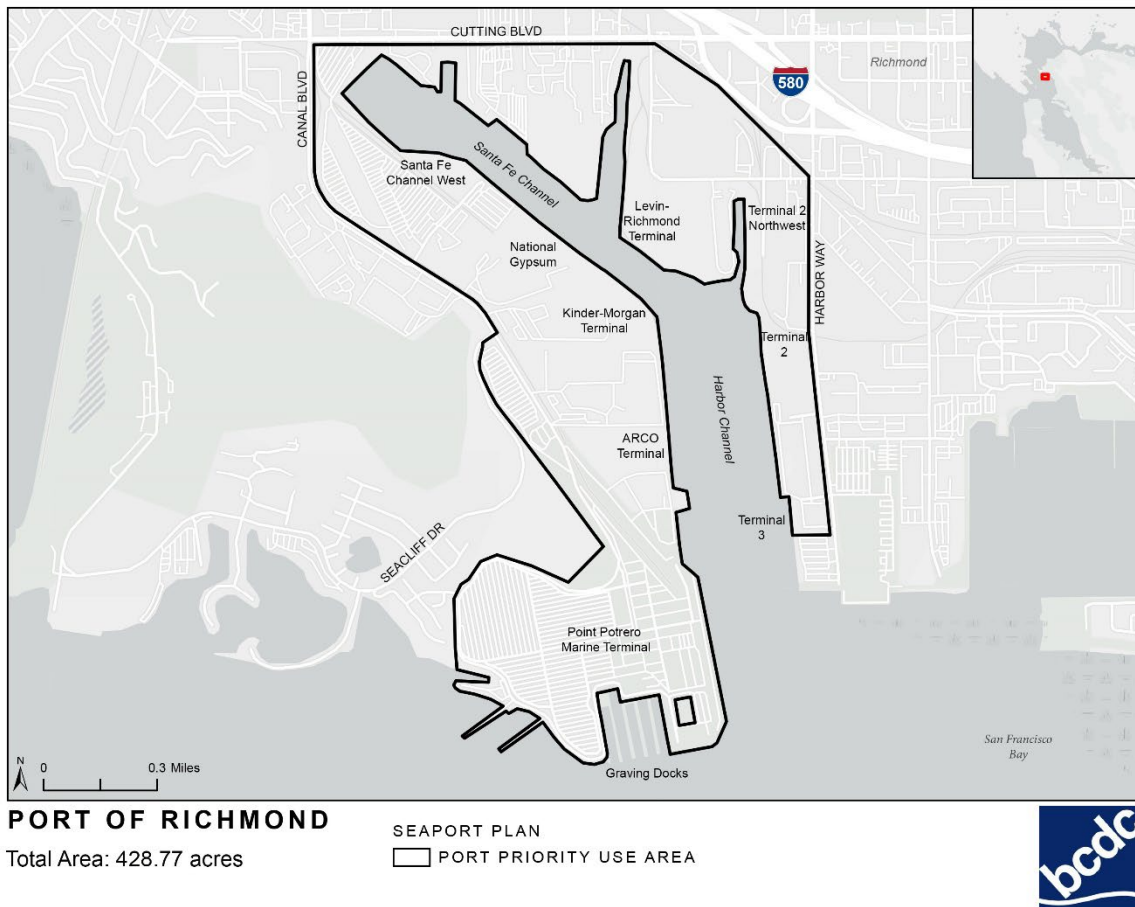 CUTTING BLVD
Richmond
580
CANAL BLVD
Santa Fe
Channel West
Santa Fe Channel
Levin-
Richmond
Terminal
Terminal 2
Northwest
National
Gypsum
HARBOR WAY
Kinder-Morgan
Terminal
Terminal
2
Harbor Channel
ARCO
Terminal
Terminal
3
SEACLIFF DR
Point Potrero
Marine Terminal
San Francisco
Bay
Graving Docks
N
0 0.3 Miles
PORT OF RICHMOND
Total Area: 428.77 acres
SEAPORT PLAN
PORT PRIORITY USE AREA
bcdc